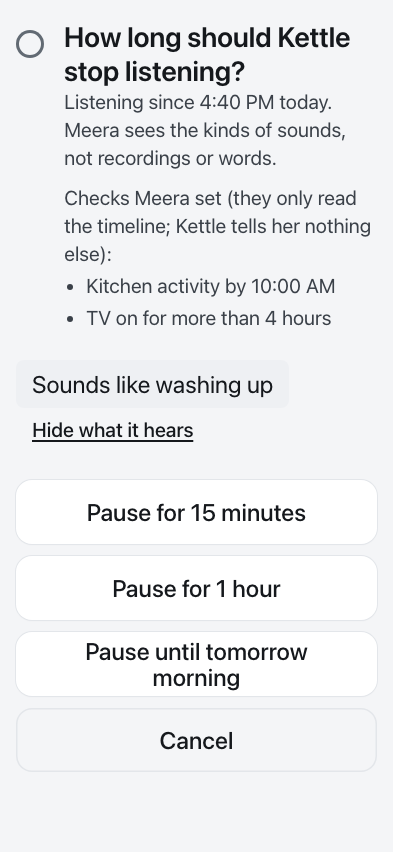 How long should Kettle
stop listening?
Listening since 4:40 PM today.
Meera sees the kinds of sounds,
not recordings or words.
Checks Meera set (they only read
the timeline; Kettle tells her nothing
else):
• Kitchen activity by 10:00 AM
• TV on for more than 4 hours
Sounds like washing up
Hide what it hears
Pause for 15 minutes
Pause for 1 hour
Pause until tomorrow
morning
Cancel